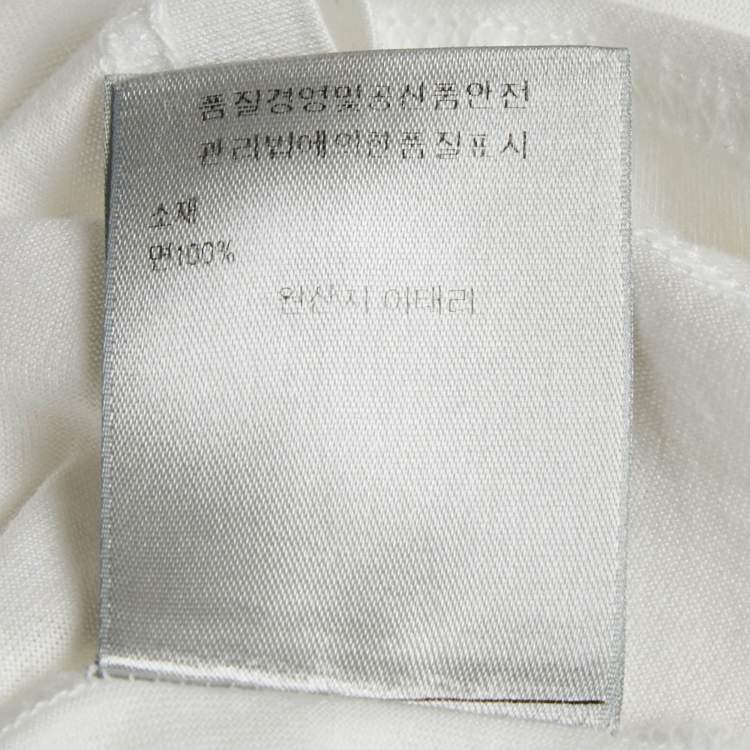 품질경영및공산품안전
관리법에의한품질표시
소재
면100%
원산지 이태리